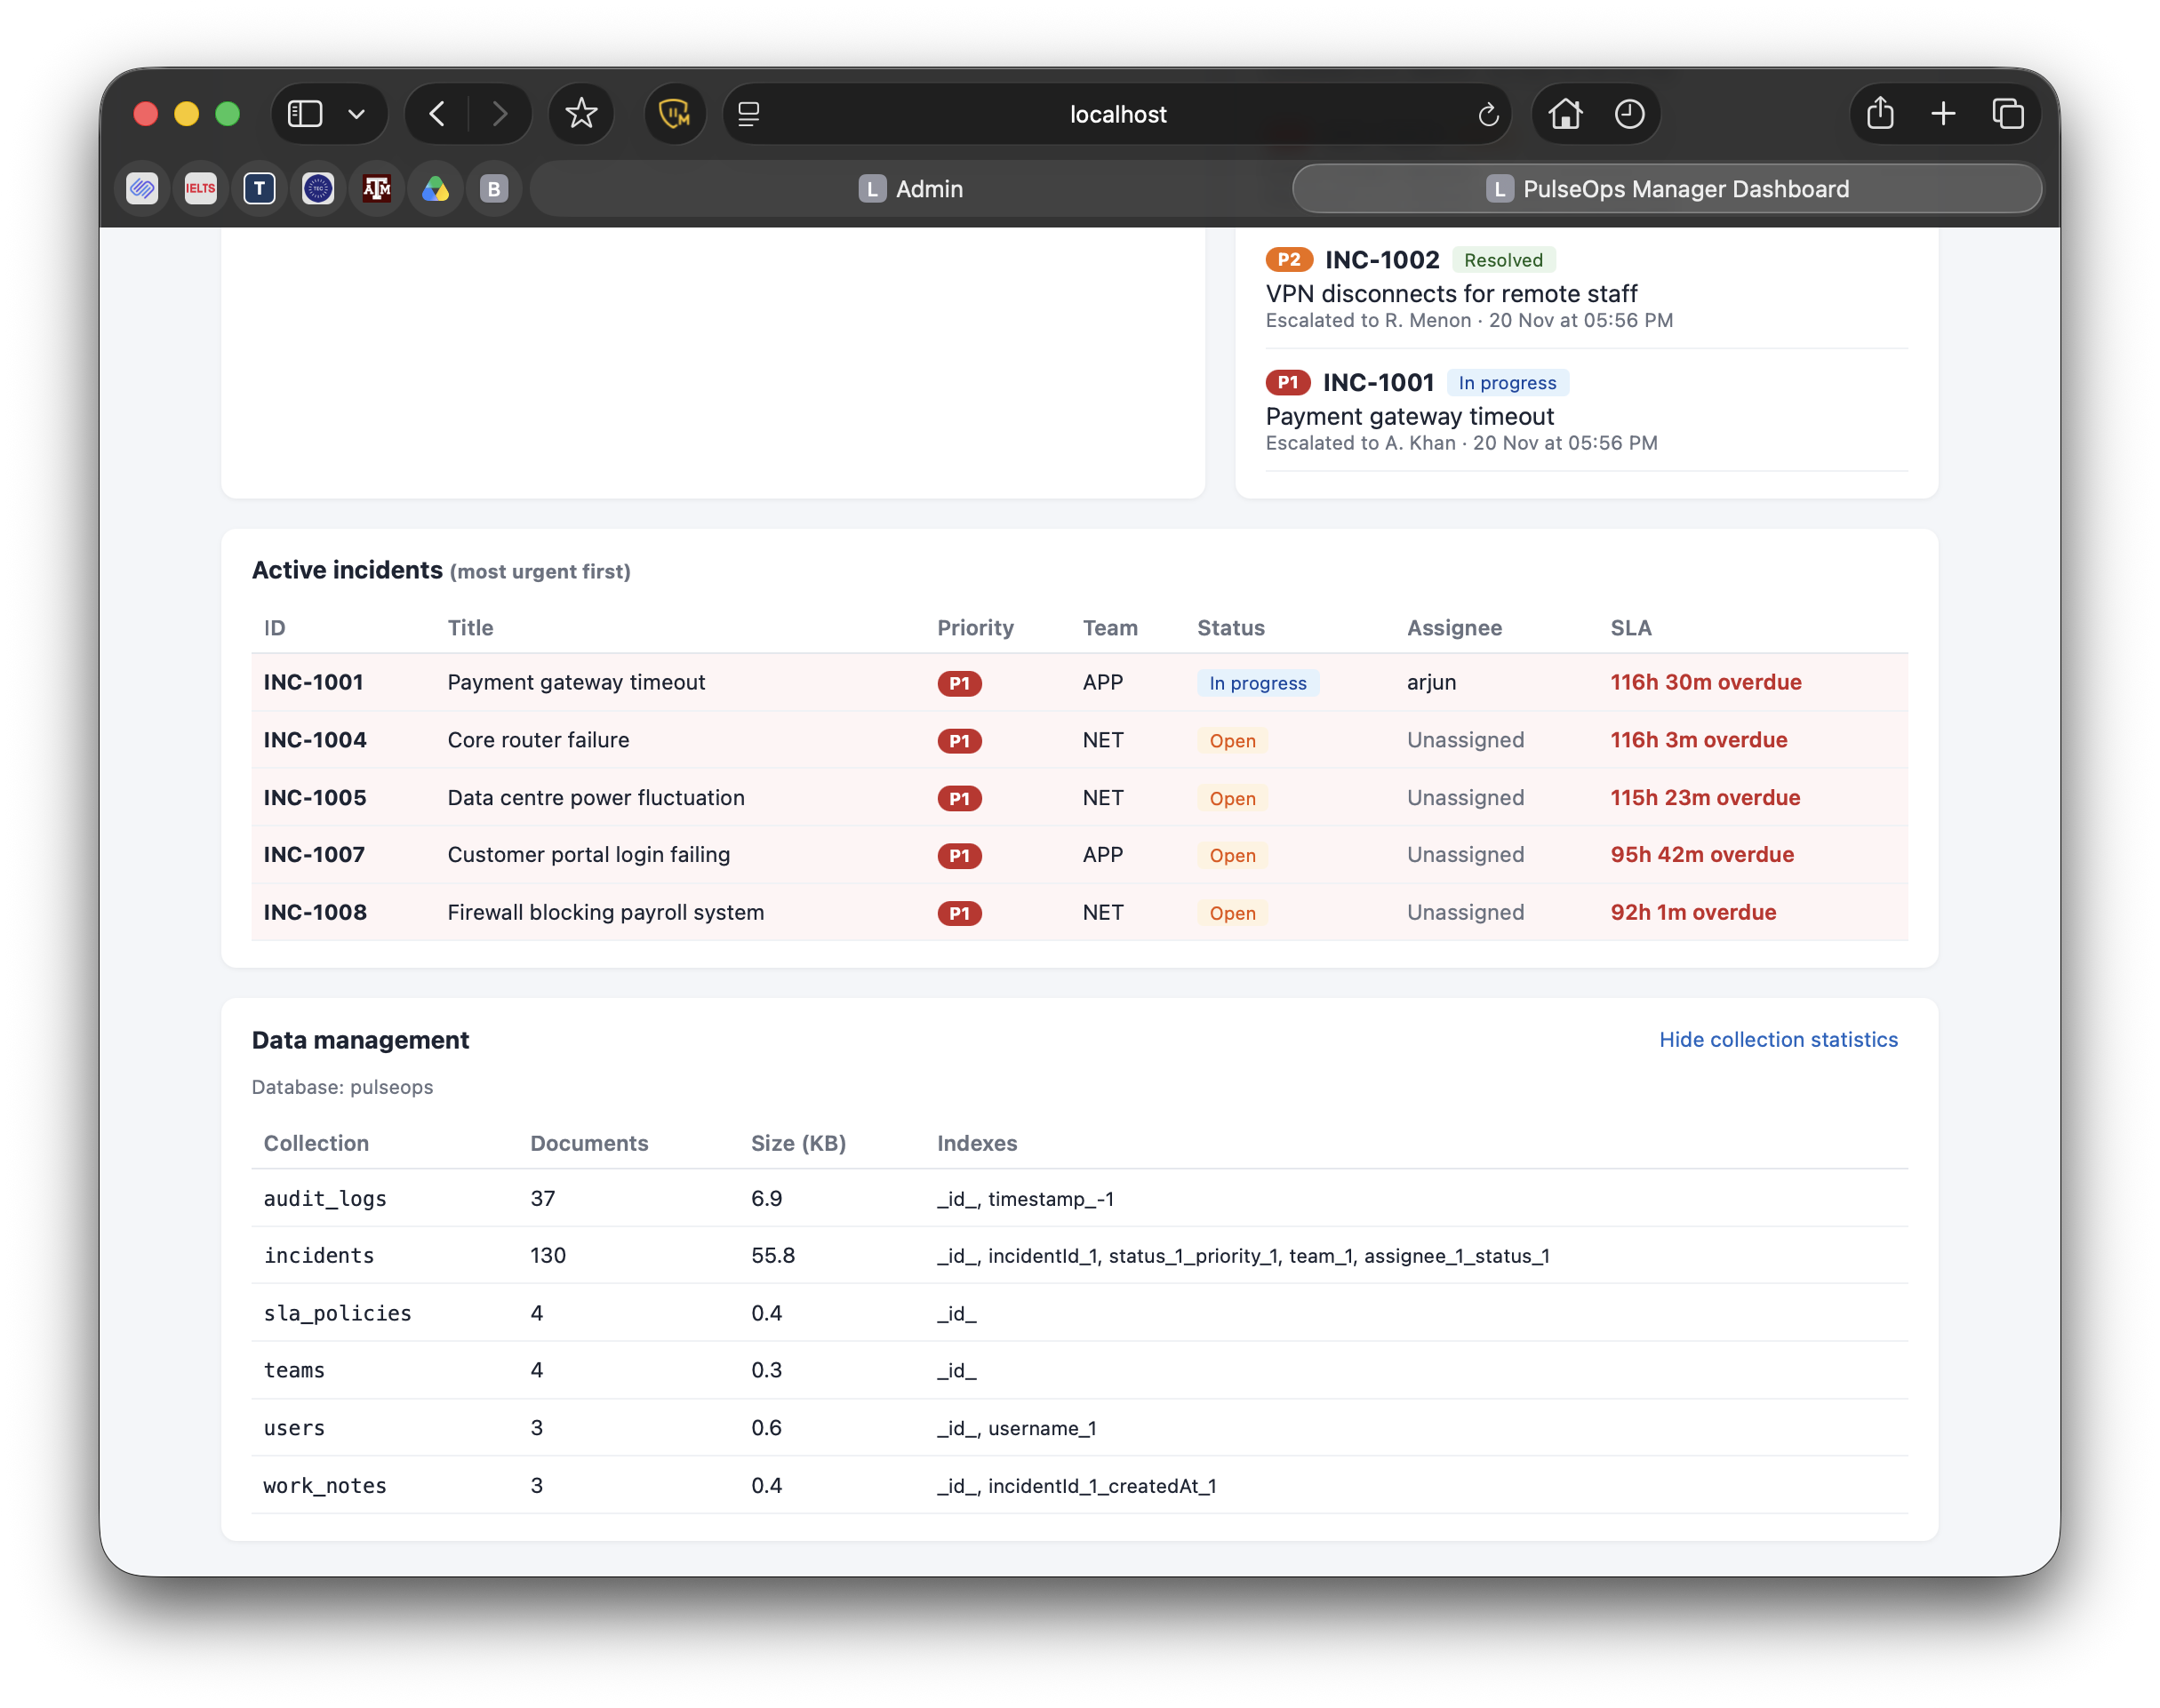 localhost
IELTS
T
TEC
ATM
B
L Admin
L PulseOps Manager Dashboard
P2 INC-1002 Resolved
VPN disconnects for remote staff
Escalated to R. Menon · 20 Nov at 05:56 PM
P1 INC-1001 In progress
Payment gateway timeout
Escalated to A. Khan · 20 Nov at 05:56 PM
Active incidents (most urgent first)
ID Title Priority Team Status Assignee SLA
INC-1001 Payment gateway timeout P1 APP In progress arjun 116h 30m overdue
INC-1004 Core router failure P1 NET Open Unassigned 116h 3m overdue
INC-1005 Data centre power fluctuation P1 NET Open Unassigned 115h 23m overdue
INC-1007 Customer portal login failing P1 APP Open Unassigned 95h 42m overdue
INC-1008 Firewall blocking payroll system P1 NET Open Unassigned 92h 1m overdue
Data management Hide collection statistics
Database: pulseops
Collection Documents Size (KB) Indexes
audit_logs 37 6.9 _id_, timestamp_-1
incidents 130 55.8 _id_, incidentId_1, status_1_priority_1, team_1, assignee_1_status_1
sla_policies 4 0.4 _id_
teams 4 0.3 _id_
users 3 0.6 _id_, username_1
work_notes 3 0.4 _id_, incidentId_1_createdAt_1